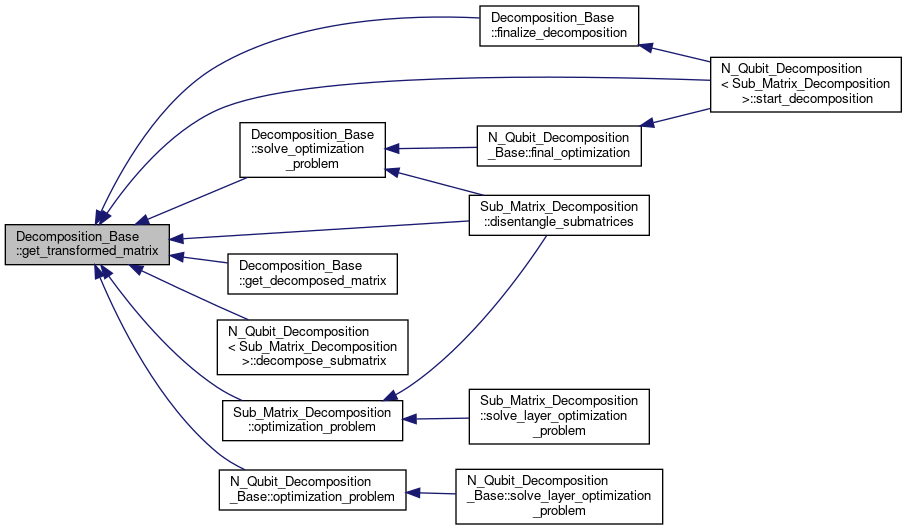 Decomposition_Base
::finalize_decomposition
N_Qubit_Decomposition
< Sub_Matrix_Decomposition
>::start_decomposition
Decomposition_Base
::solve_optimization
_problem
N_Qubit_Decomposition
_Base::final_optimization
Sub_Matrix_Decomposition
::disentangle_submatrices
Decomposition_Base
::get_transformed_matrix
Decomposition_Base
::get_decomposed_matrix
N_Qubit_Decomposition
< Sub_Matrix_Decomposition
>::decompose_submatrix
Sub_Matrix_Decomposition
::optimization_problem
Sub_Matrix_Decomposition
::solve_layer_optimization
_problem
N_Qubit_Decomposition
_Base::optimization_problem
N_Qubit_Decomposition
_Base::solve_layer_optimization
_problem